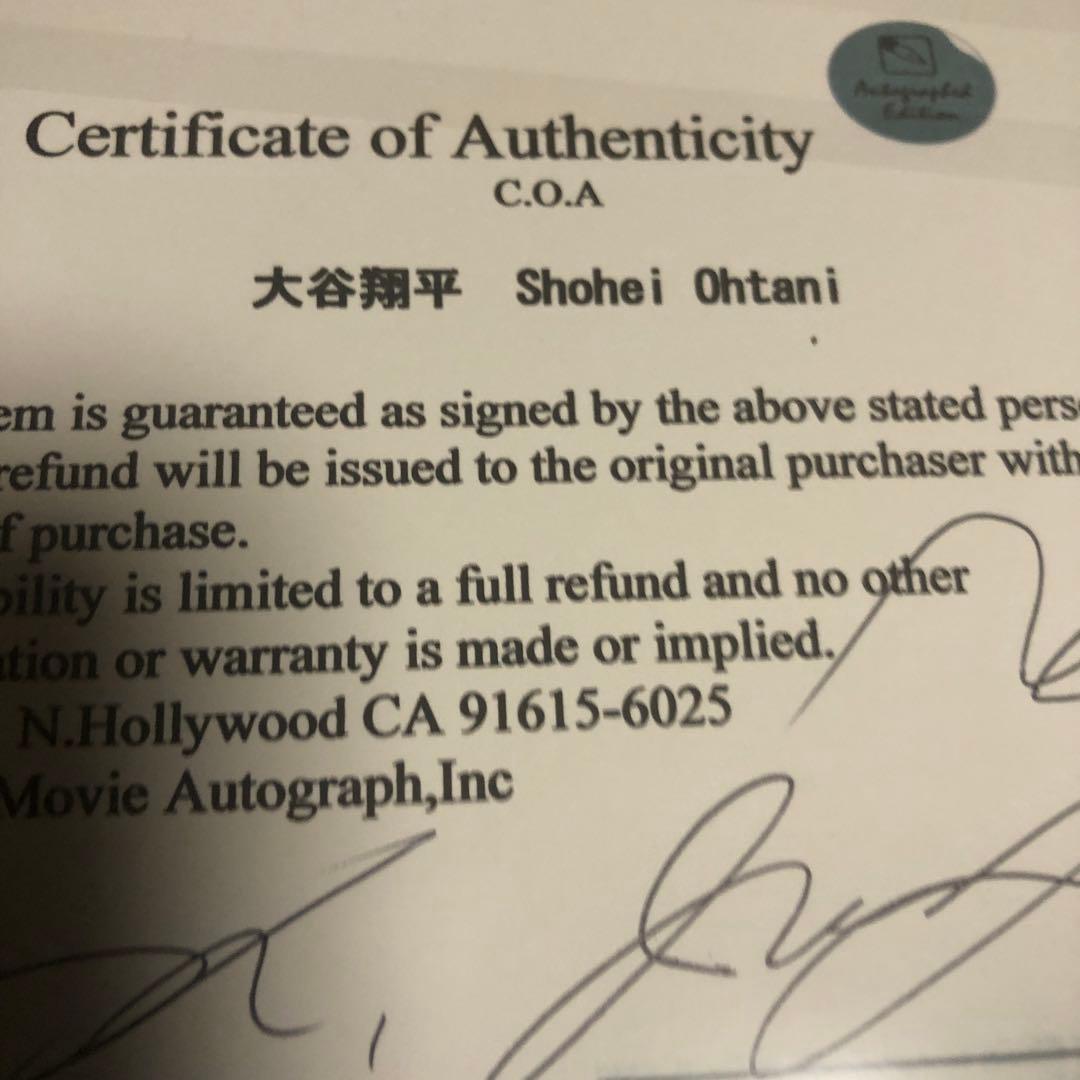 Autographed
Edition
Certificate of Authenticity
C.O.A
大谷翔平 Shohei Ohtani
em is guaranteed as signed by the above stated pers
refund will be issued to the original purchaser with
f purchase.
bility is limited to a full refund and no other
tion or warranty is made or implied.
N.Hollywood CA 91615-6025
Movie Autograph,Inc